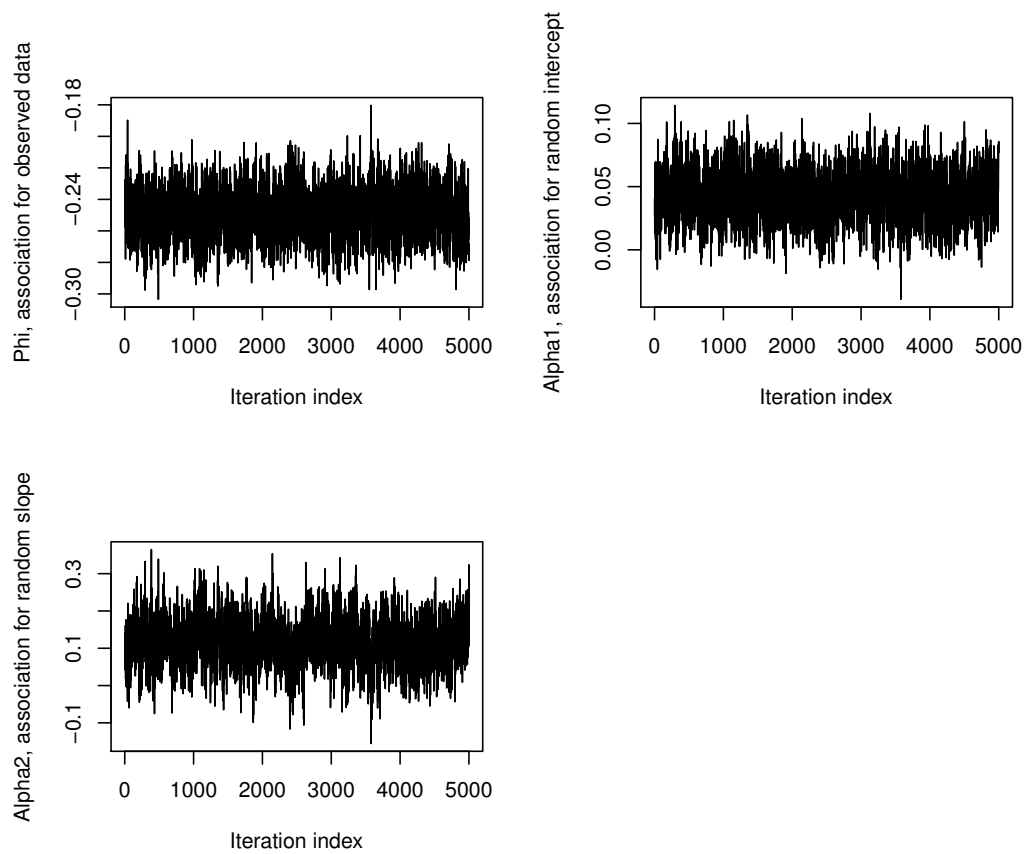 Phi, association for observed data
−0.18
−0.24
−0.30
0 1000 2000 3000 4000 5000
Iteration index
Alpha1, association for random intercept
0.10
0.05
0.00
0 1000 2000 3000 4000 5000
Iteration index
Alpha2, association for random slope
0.3
0.1
−0.1
0 1000 2000 3000 4000 5000
Iteration index